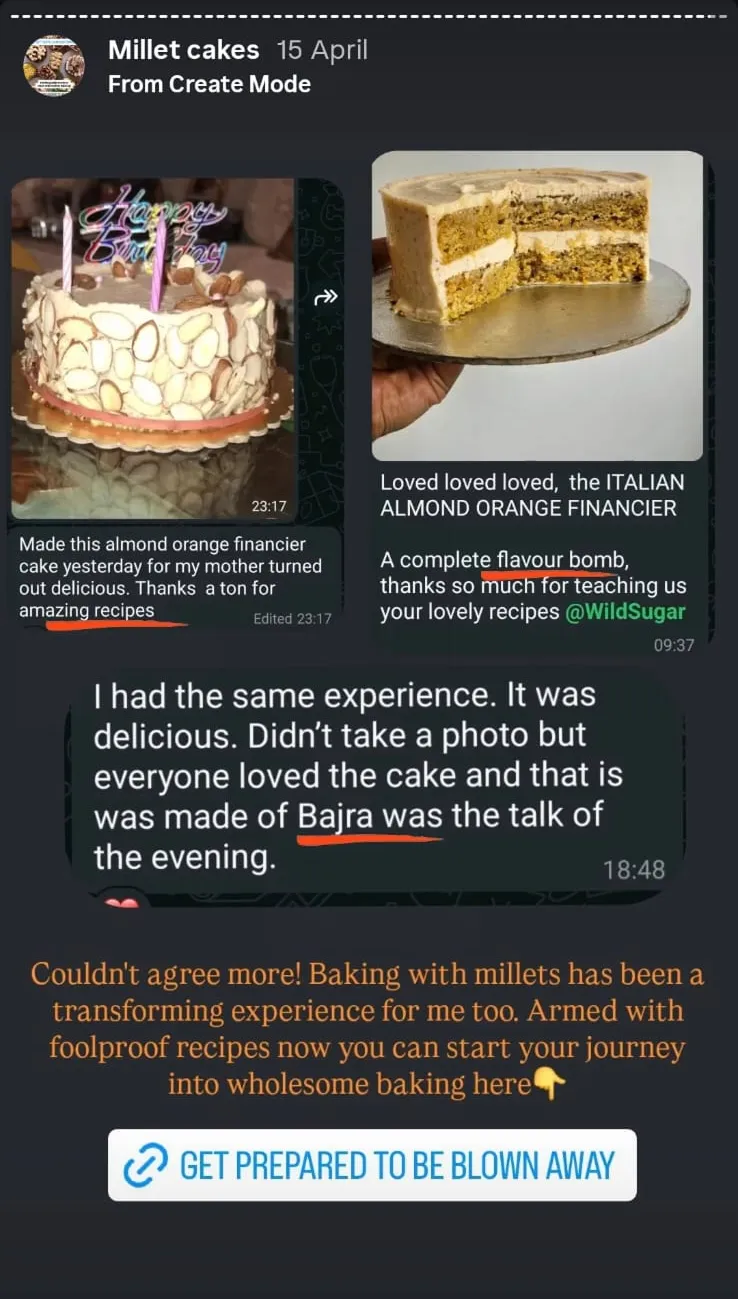 Millet cakes 15 April
From Create Mode
Happy
Birthday
23:17
Made this almond orange financier
cake yesterday for my mother turned
out delicious. Thanks a ton for
amazing recipes
Edited 23:17
Loved loved loved, the ITALIAN
ALMOND ORANGE FINANCIER
A complete flavour bomb,
thanks so much for teaching us
your lovely recipes @WildSugar
09:37
I had the same experience. It was
delicious. Didn't take a photo but
everyone loved the cake and that is
was made of Bajra was the talk of
the evening.
18:48
Couldn't agree more! Baking with millets has been a
transforming experience for me too. Armed with
foolproof recipes now you can start your journey
into wholesome baking here👇
GET PREPARED TO BE BLOWN AWAY